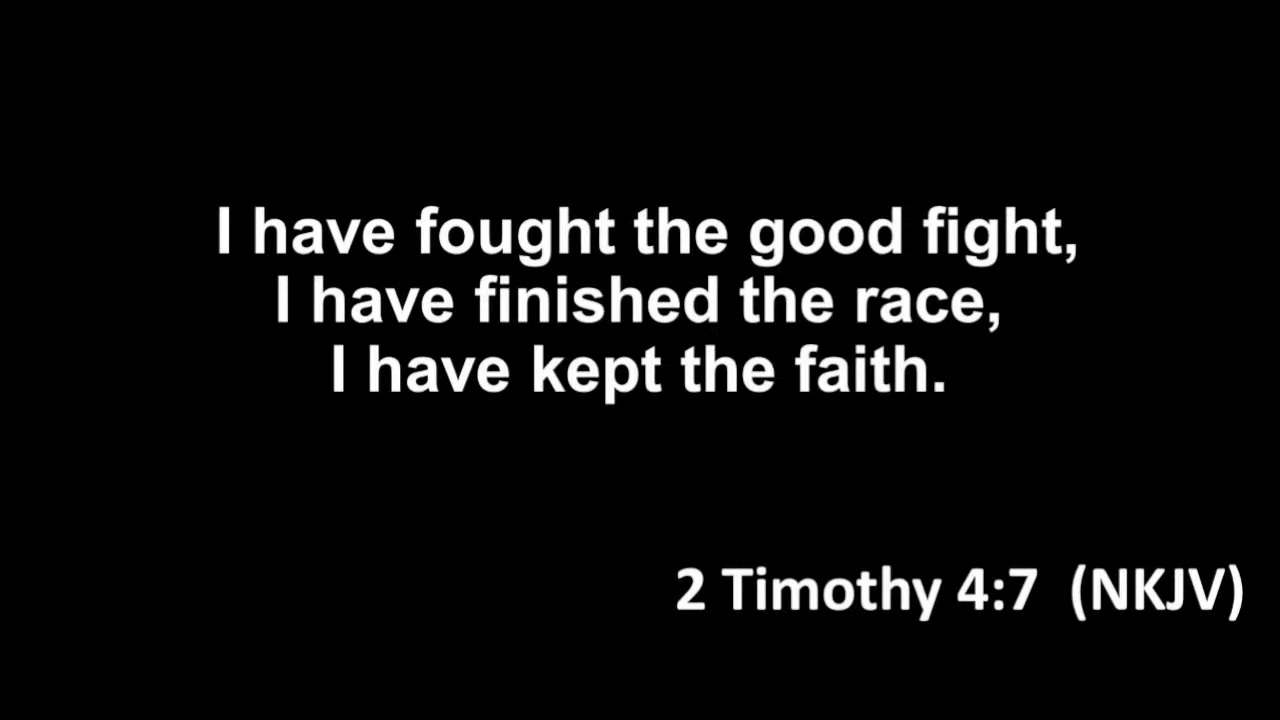 I have fought the good fight,
I have finished the race,
I have kept the faith.
2 Timothy 4:7 (NKJV)